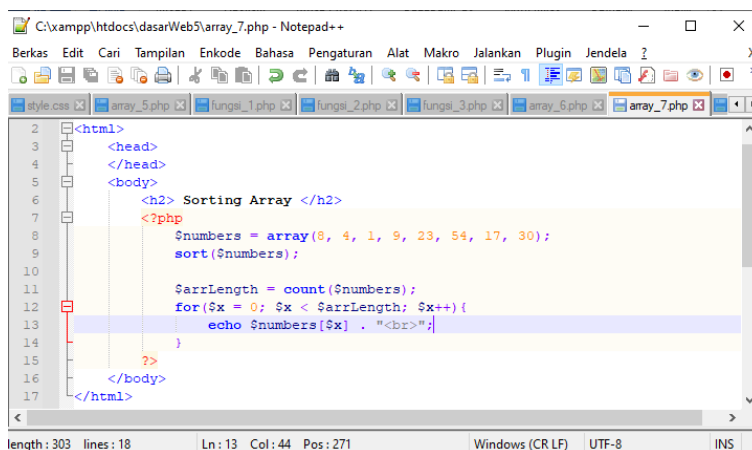 C:\xampp\htdocs\dasarWeb5\array_7.php - Notepad++
Berkas Edit Cari Tampilan Enkode Bahasa Pengaturan Alat Makro Jalankan Plugin Jendela ?
style.css array_5.php fungsi_1.php fungsi_2.php fungsi_3.php array_6.php array_7.php
2 <html>
3 <head>
4 </head>
5 <body>
6 <h2> Sorting Array </h2>
7 <?php
8 $numbers = array(8, 4, 1, 9, 23, 54, 17, 30);
9 sort($numbers);
10
11 $arrLength = count($numbers);
12 for($x = 0; $x < $arrLength; $x++){
13 echo $numbers[$x] . "<br>";
14 }
15 ?>
16 </body>
17 </html>
length : 303 lines : 18 Ln : 13 Col : 44 Pos : 271 Windows (CR LF) UTF-8 INS